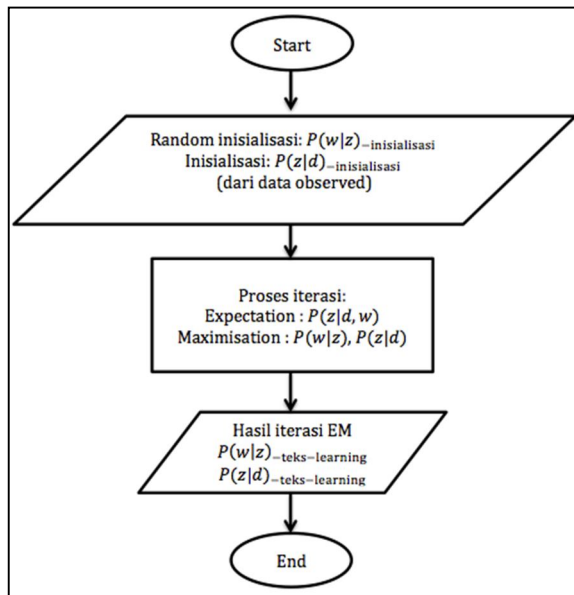 Start
Random inisialisasi: P(w|z)₋inisialisasi
Inisialisasi: P(z|d)₋inisialisasi
(dari data observed)
Proses iterasi:
Expectation : P(z|d, w)
Maximisation : P(w|z), P(z|d)
Hasil iterasi EM
P(w|z)₋teks₋learning
P(z|d)₋teks₋learning
End